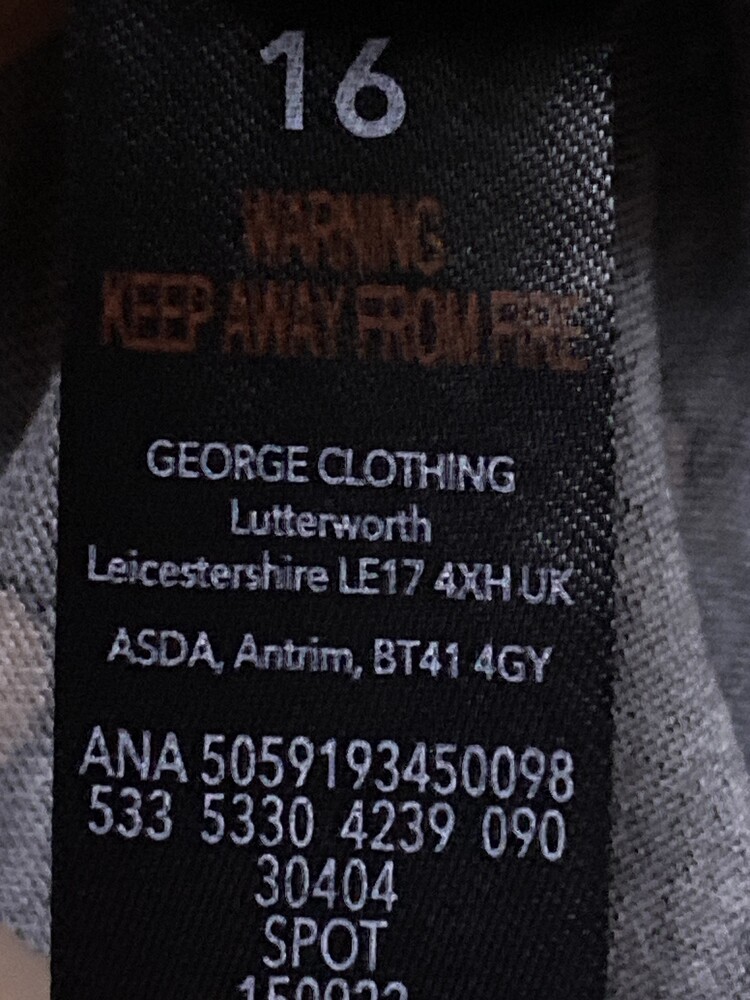 16
WARNING
KEEP AWAY FROM FIRE
GEORGE CLOTHING
Lutterworth
Leicestershire LE17 4XH UK
ASDA, Antrim, BT41 4GY
ANA 5059193450098
533 5330 4239 090
30404
SPOT